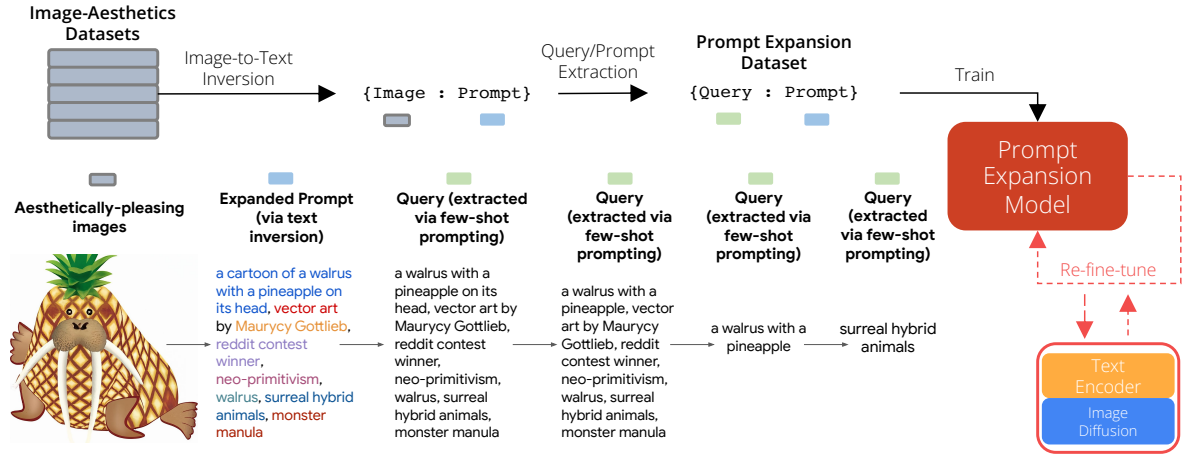 Image-Aesthetics
Datasets
Image-to-Text
Inversion
{Image : Prompt}
Query/Prompt
Extraction
Prompt Expansion
Dataset
{Query : Prompt}
Train
Prompt
Expansion
Model
Re-fine-tune
Text
Encoder
Image
Diffusion
Aesthetically-pleasing
images
Expanded Prompt
(via text
inversion)
a cartoon of a walrus
with a pineapple on
its head, vector art
by Maurycy Gottlieb,
reddit contest
winner,
neo-primitivism,
walrus, surreal hybrid
animals, monster
manula
Query (extracted
via few-shot
prompting)
a walrus with a
pineapple on its
head, vector art by
Maurycy Gottlieb,
reddit contest
winner,
neo-primitivism,
walrus, surreal
hybrid animals,
monster manula
Query
(extracted via
few-shot
prompting)
a walrus with a
pineapple, vector
art by Maurycy
Gottlieb, reddit
contest winner,
neo-primitivism,
walrus, surreal
hybrid animals,
monster manula
Query
(extracted via
few-shot
prompting)
a walrus with a
pineapple
Query
(extracted
via few-shot
prompting)
surreal hybrid
animals